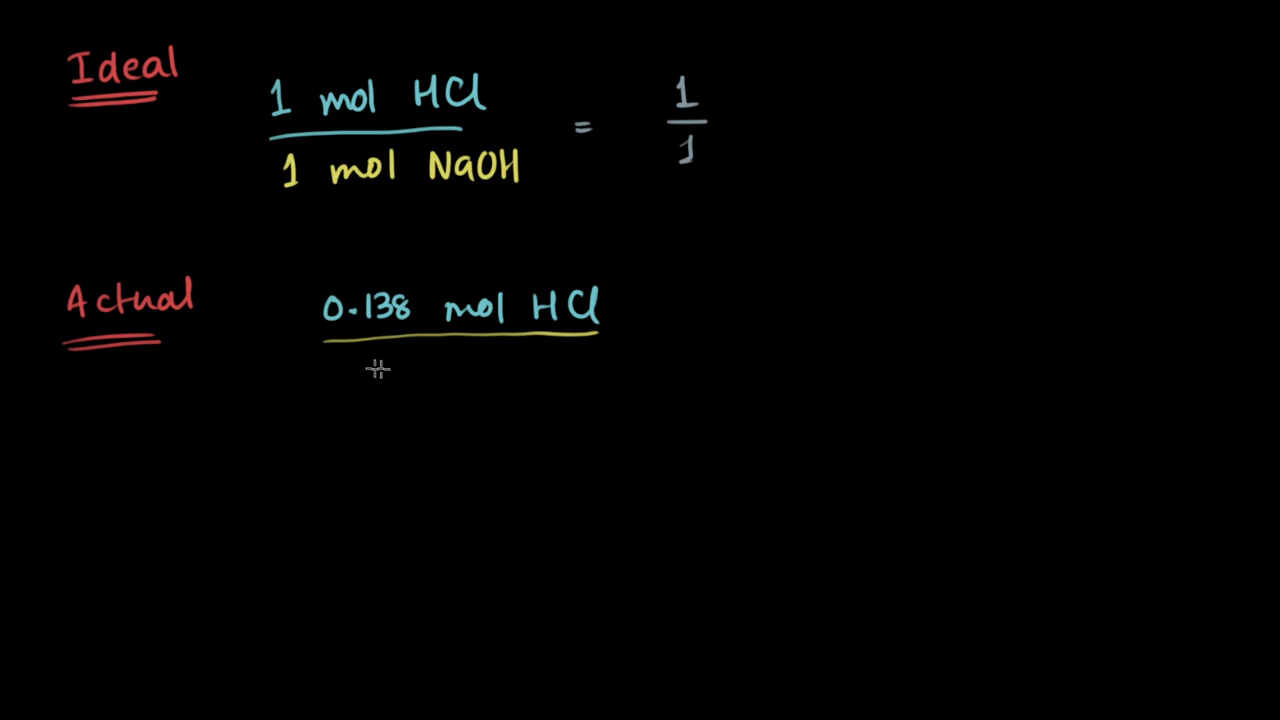 Ideal
1 mol HCl
1 mol NaOH
= 1
1
Actual
0.138 mol HCl